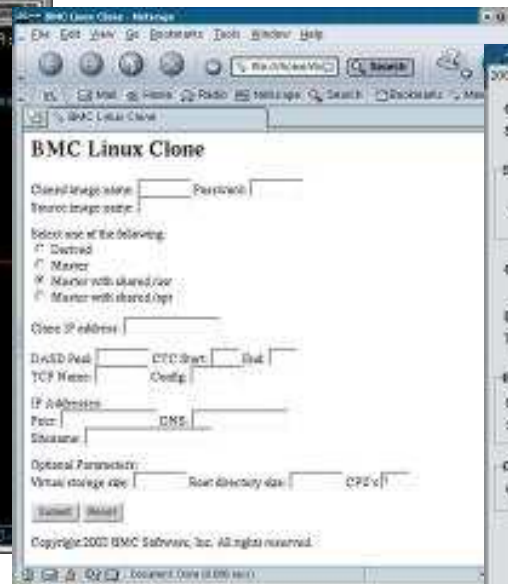 BMC Linux Clone - Netscape
File Edit View Go Bookmarks Tools Window Help
Search
Mail Home Radio Netscape Search Bookmarks
BMC Linux Clone
BMC Linux Clone
Cloned image name: Password:
Source image name:
Select one of the following:
Derived
Master
Master with shared /usr
Master with shared /opt
Clone IP address:
DASD Pool: CTC Start: End:
TCP Name: Config:
IP Addresses:
Peer: DNS:
Sitename:
Optional Parameters:
Virtual storage size: Root directory size: CPU's
Submit Reset
Copyright 2002 BMC Software, Inc. All rights reserved.
Document: Done